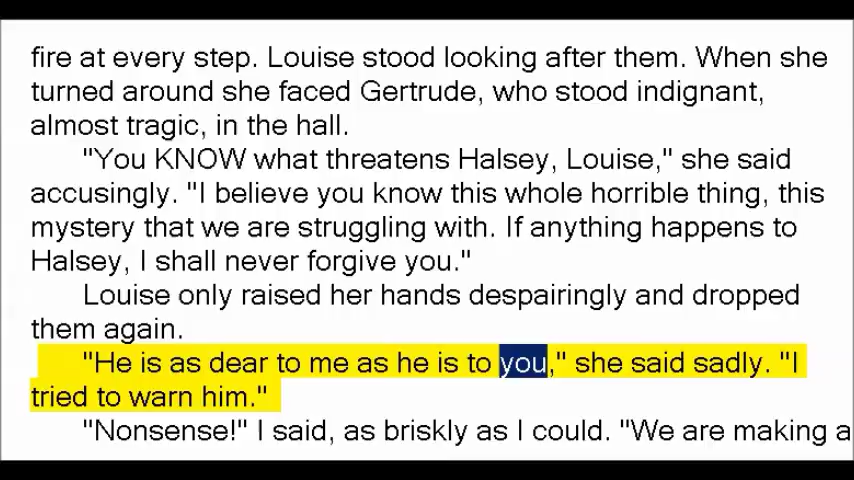 fire at every step. Louise stood looking after them. When she
turned around she faced Gertrude, who stood indignant,
almost tragic, in the hall.
"You KNOW what threatens Halsey, Louise," she said
accusingly. "I believe you know this whole horrible thing, this
mystery that we are struggling with. If anything happens to
Halsey, I shall never forgive you."
Louise only raised her hands despairingly and dropped
them again.
"He is as dear to me as he is to you," she said sadly. "I
tried to warn him."
"Nonsense!" I said, as briskly as I could. "We are making a